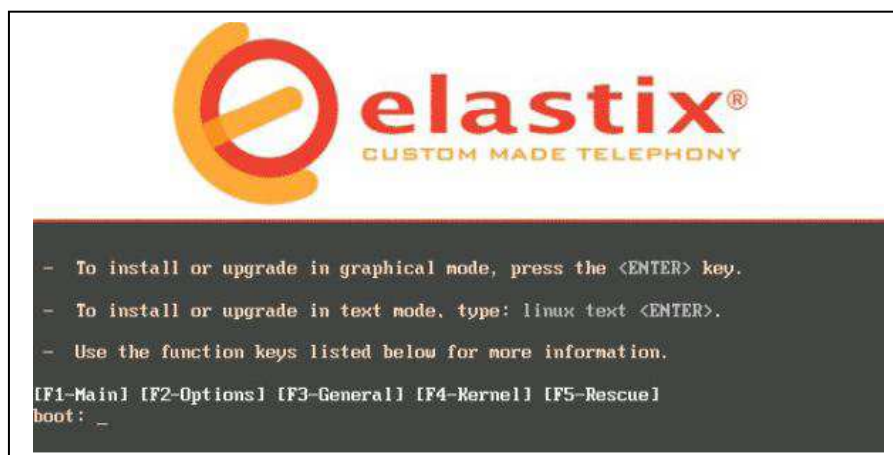 elastix®
CUSTOM MADE TELEPHONY
- To install or upgrade in graphical mode, press the <ENTER> key.
- To install or upgrade in text mode, type: linux text <ENTER>.
- Use the function keys listed below for more information.
[F1-Main] [F2-Options] [F3-General] [F4-Kernel] [F5-Rescue]
boot: _